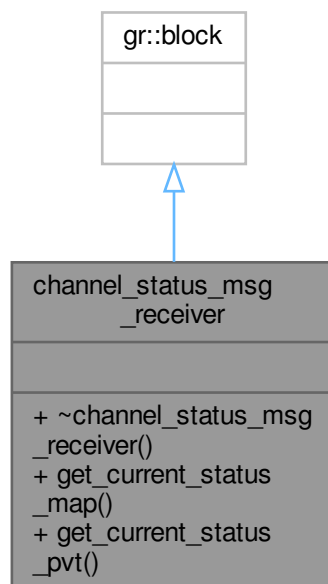 gr::block
channel_status_msg
_receiver
+ ~channel_status_msg
_receiver()
+ get_current_status
_map()
+ get_current_status
_pvt()